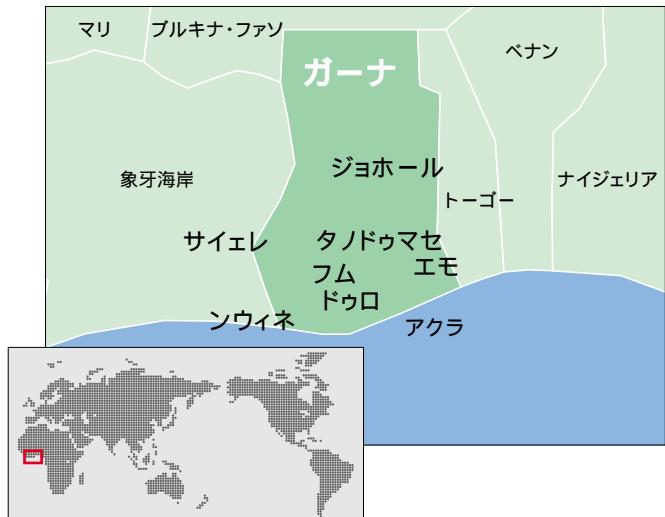 マリ
ブルキナ・ファソ
ベナン
ガーナ
ジョホール
象牙海岸
ナイジェリア
トーゴー
サイェレ
タノドゥマセ
エモ
フム
ドゥロ
ンウィネ
アクラ